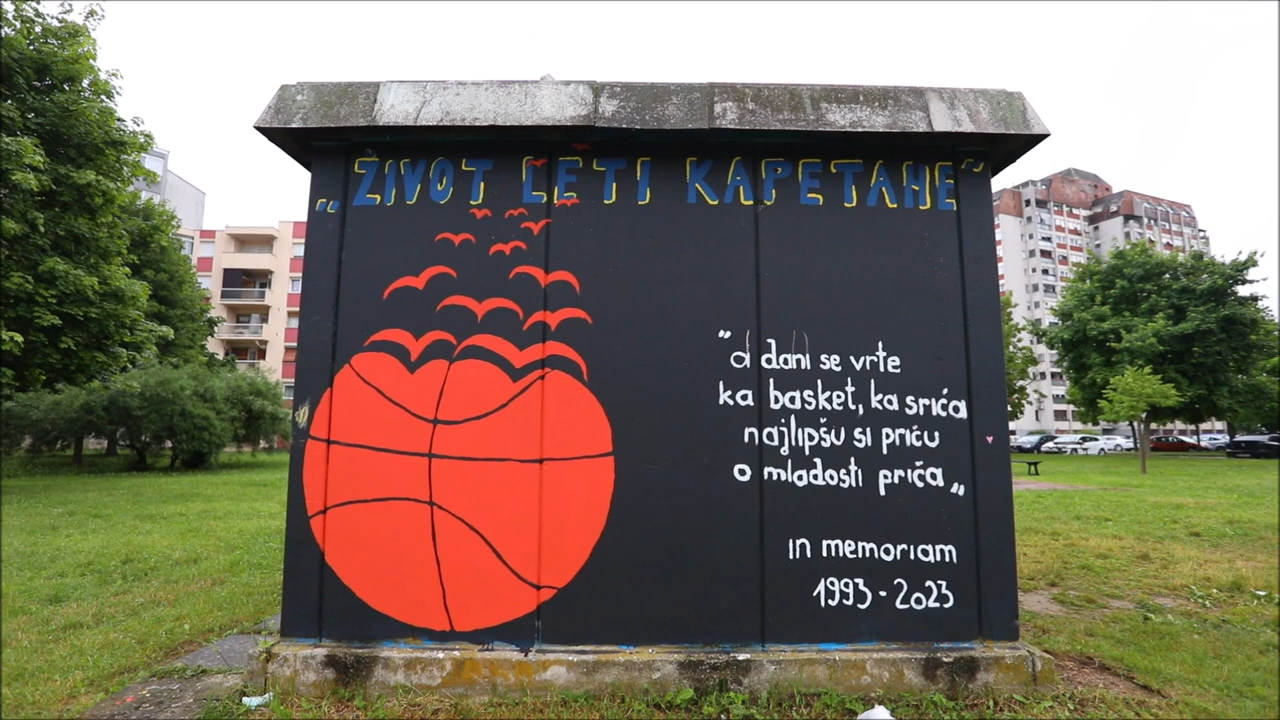 „ŽIVOT LETI KAPETANE“
"a dani se vrte
ka basket, ka srića
najlipšu si priču
o mladosti priča„
in memoriam
1993-2023